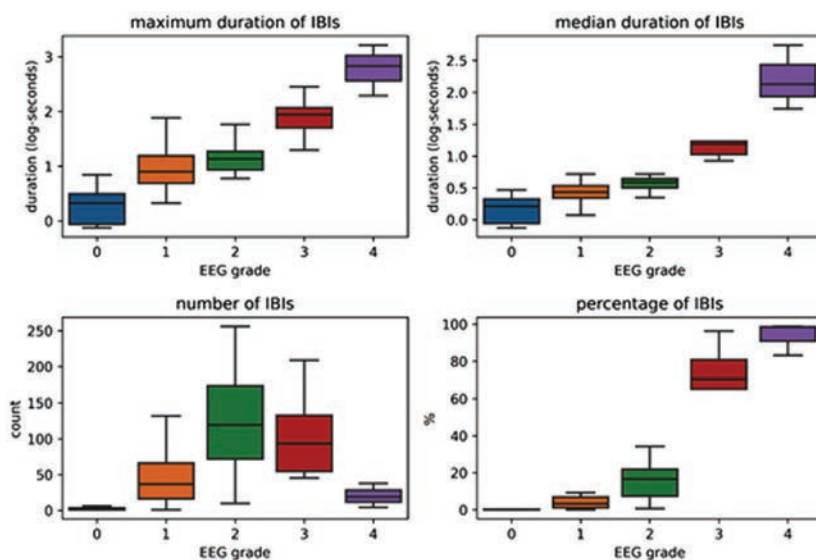 maximum duration of IBIs
duration (log-seconds)
3
2
1
0
0 1 2 3 4
EEG grade
median duration of IBIs
duration (log-seconds)
2.5
2.0
1.5
1.0
0.5
0.0
0 1 2 3 4
EEG grade
number of IBIs
count
250
200
150
100
50
0
0 1 2 3 4
EEG grade
percentage of IBIs
%
100
80
60
40
20
0
0 1 2 3 4
EEG grade